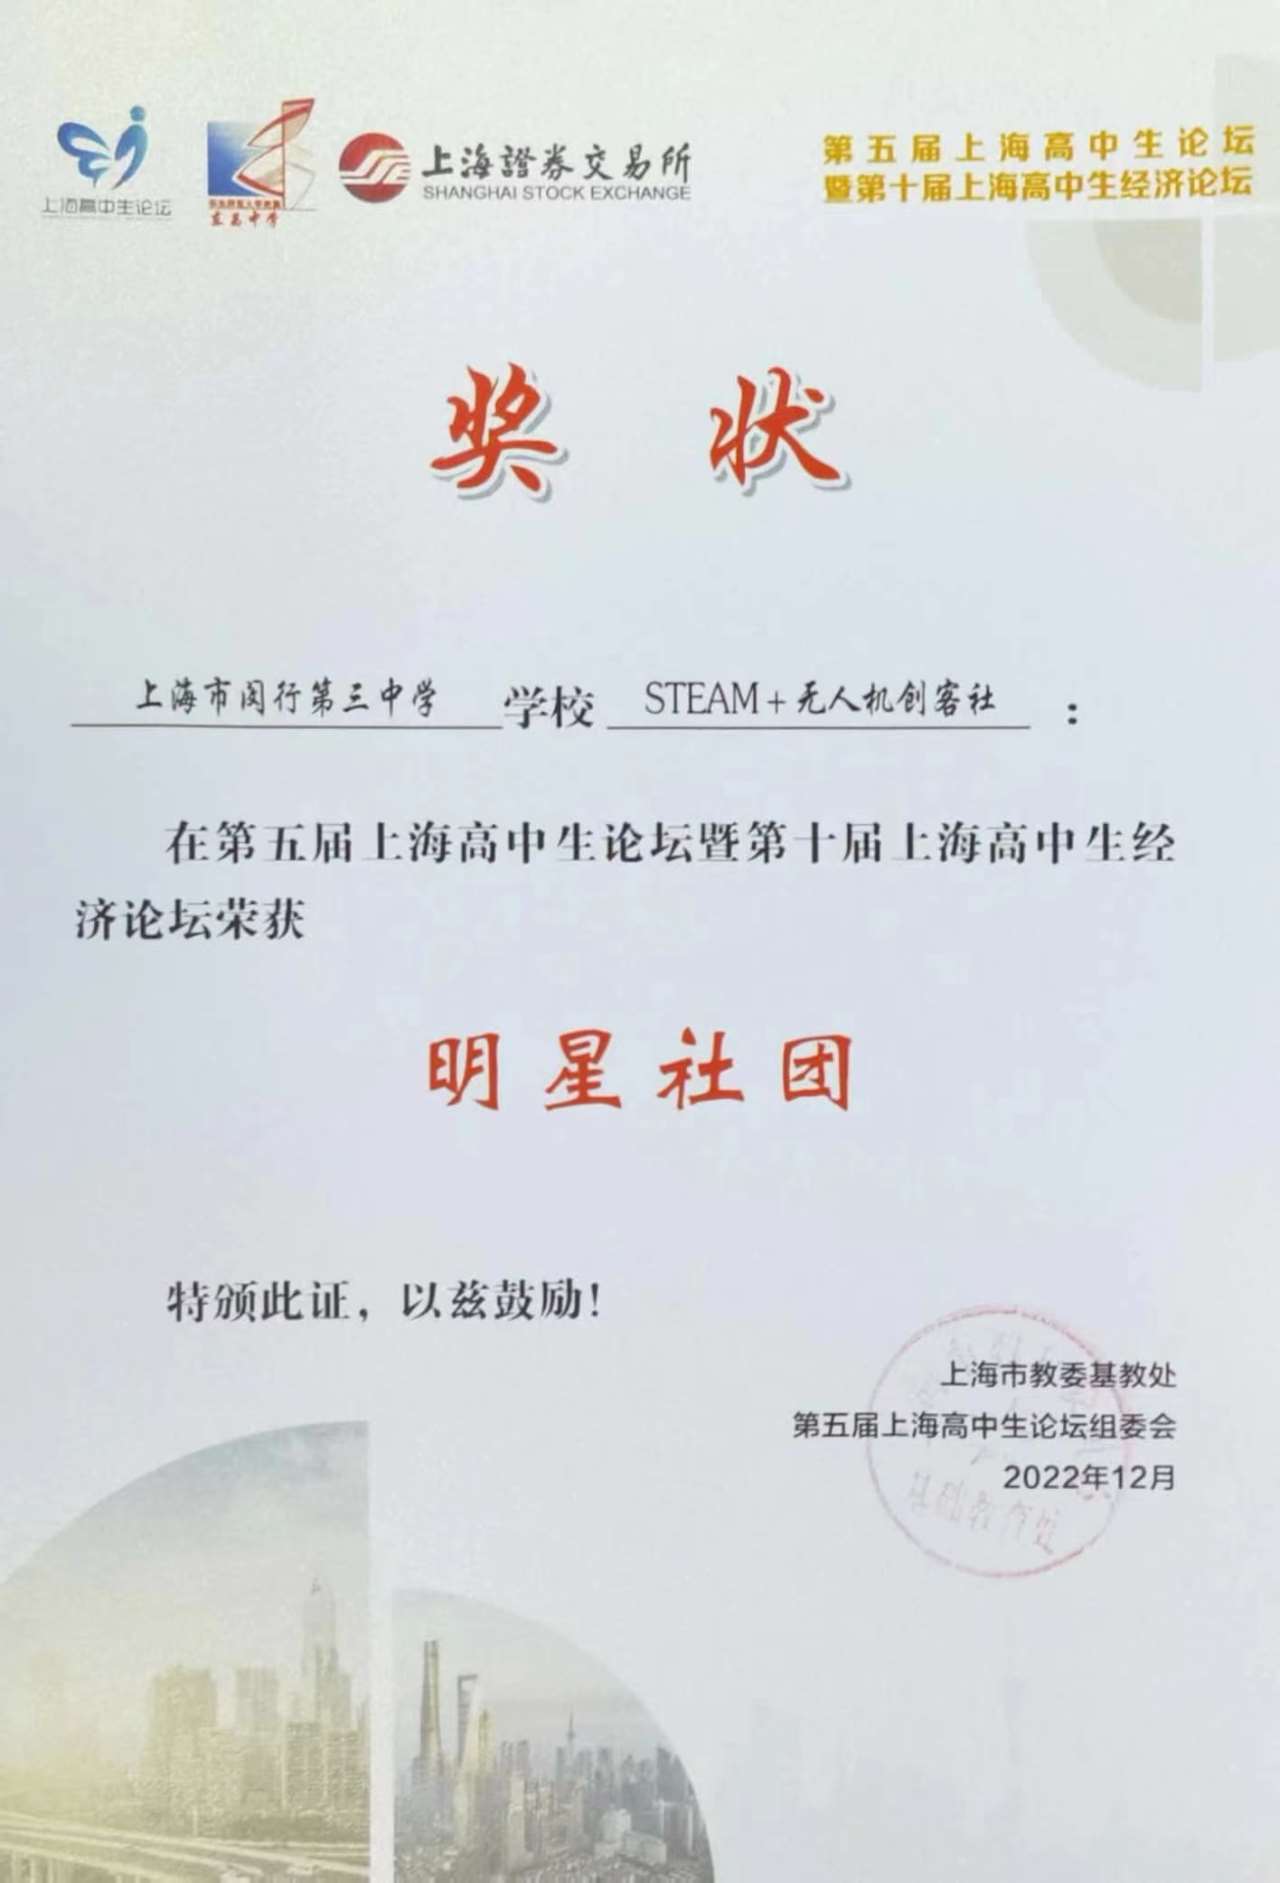 上海高中生论坛
东昌中学
上海證券交易所
SHANGHAI STOCK EXCHANGE
第五届上海高中生论坛
暨第十届上海高中生经济论坛
奖状
上海市闵行第三中学 学校 STEAM+无人机创客社 :
在第五届上海高中生论坛暨第十届上海高中生经
济论坛荣获
明星社团
特颁此证，以兹鼓励！
上海市教委基教处
第五届上海高中生论坛组委会
2022年12月
基础教育处